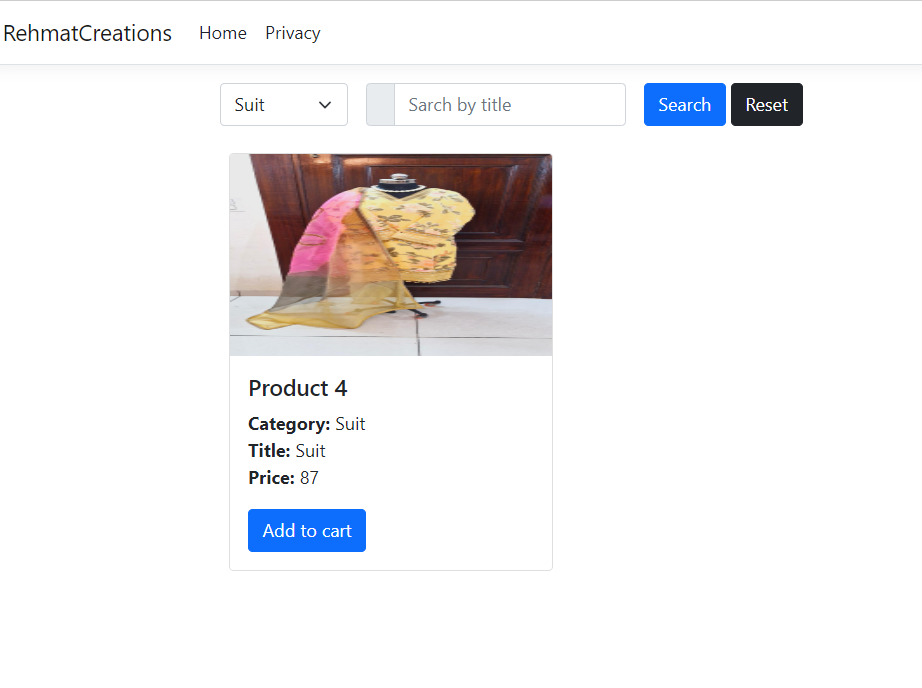 RehmatCreations Home Privacy
Suit Sarch by title Search Reset
Product 4
Category: Suit
Title: Suit
Price: 87
Add to cart